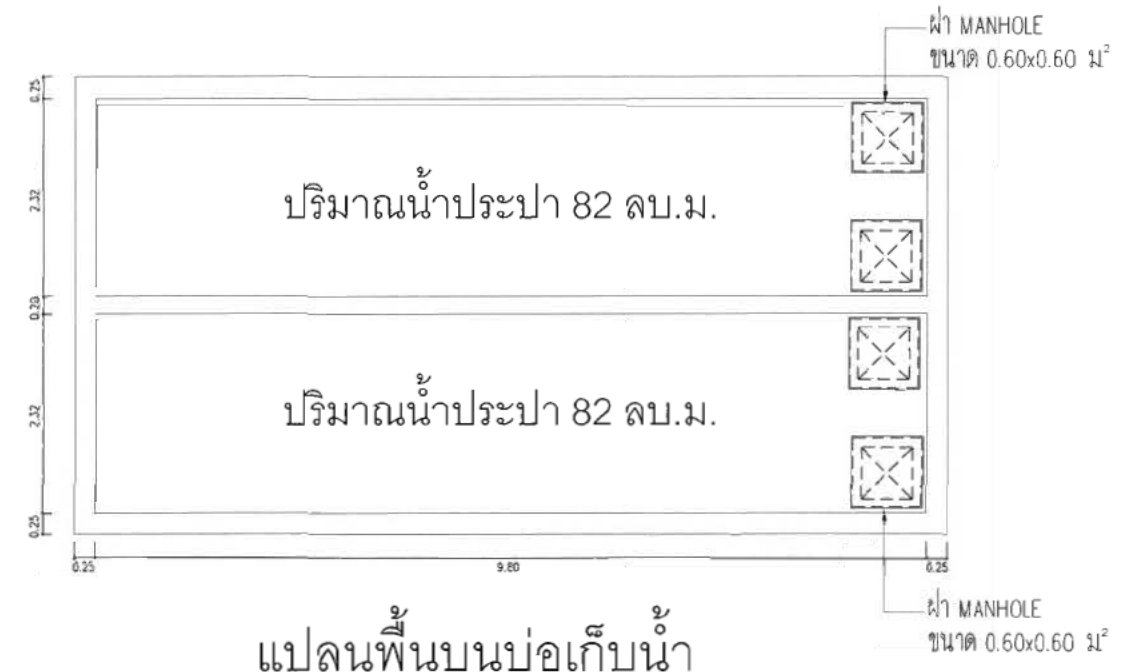 ฝา MANHOLE
ขนาด 0.60x0.60 ม²
0.25
2.32
ปริมาณน้ำประปา 82 ลบ.ม.
0.20
2.32
ปริมาณน้ำประปา 82 ลบ.ม.
0.25
0.25 9.80 0.25
ฝา MANHOLE
ขนาด 0.60x0.60 ม²
แปลนพื้นบนบ่อเก็บน้ำ